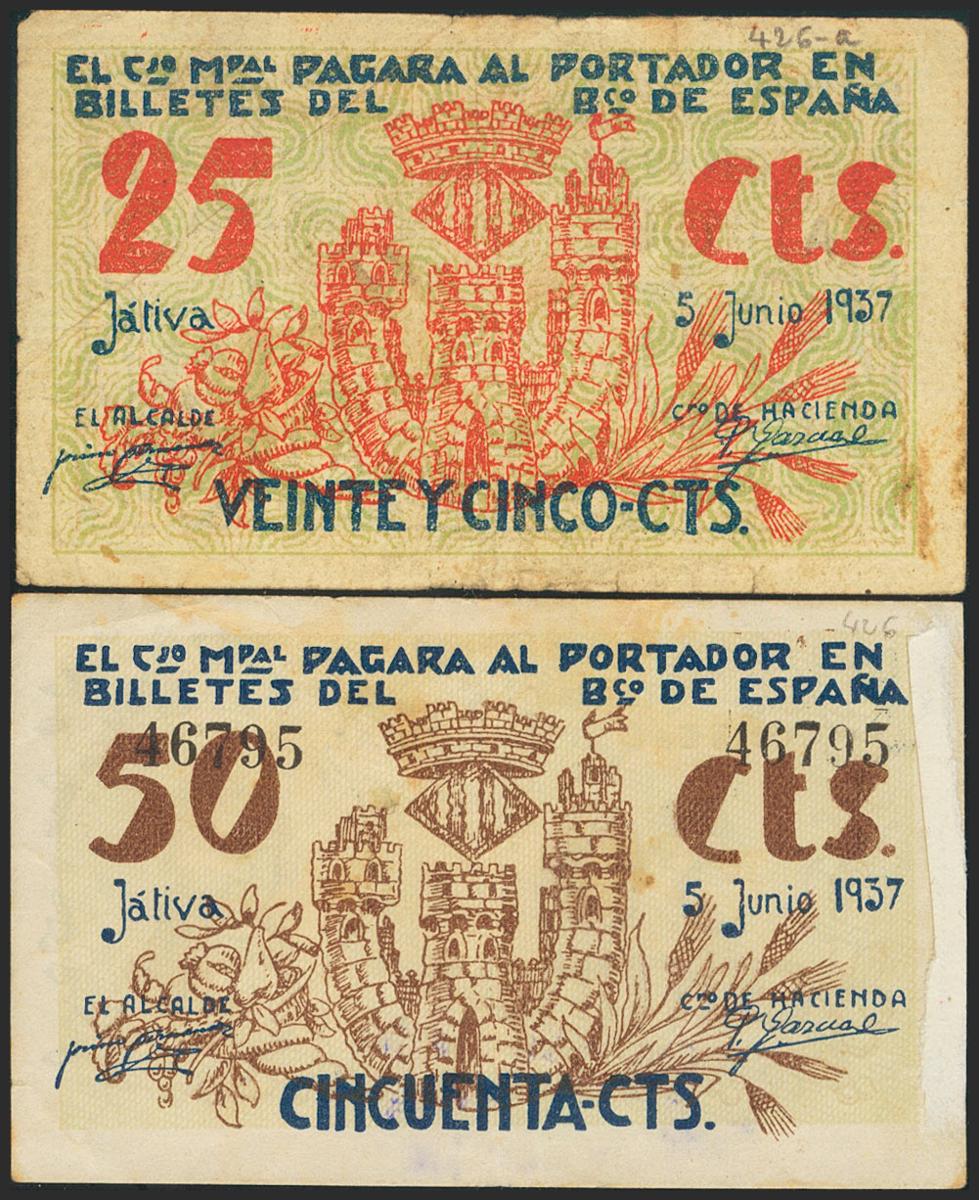 426-a
EL CJO MPAL PAGARA AL PORTADOR EN
BILLETES DEL BCO DE ESPAÑA
25 Cts.
Játiva 5 Junio 1937
EL ALCALDE CRO DE HACIENDA
VEINTE Y CINCO-CTS.
426
EL CJO MPAL PAGARA AL PORTADOR EN
BILLETES DEL BCO DE ESPAÑA
46795 46795
50 Cts.
Játiva 5 Junio 1937
EL ALCALDE CRO DE HACIENDA
CINCUENTA-CTS.